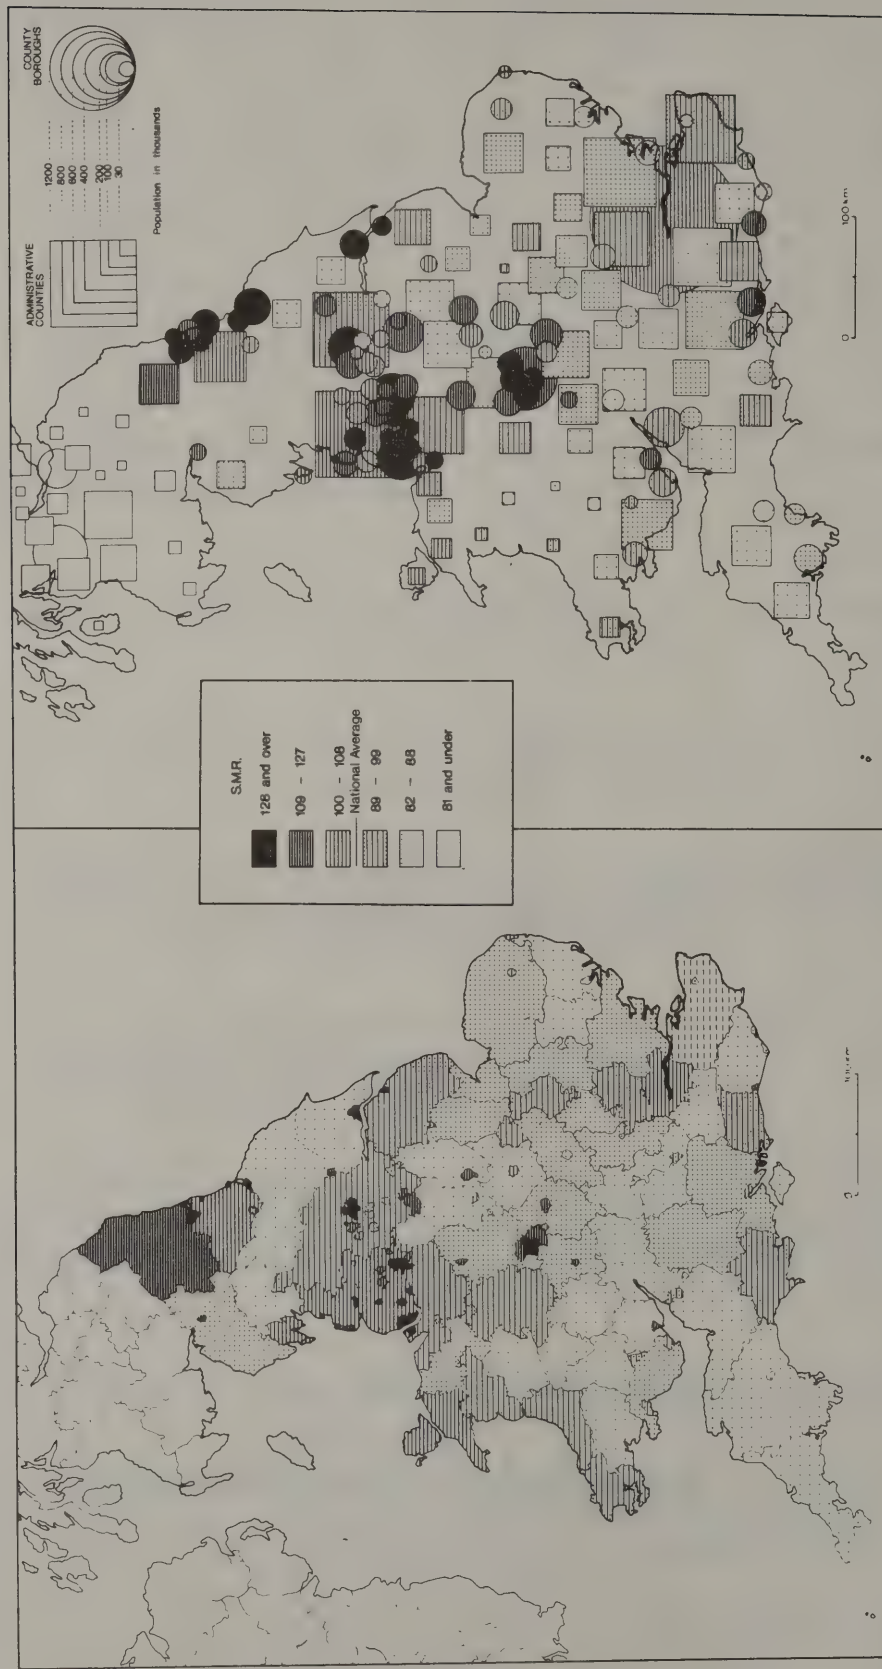 ADMINISTRATIVE
COUNTIES
1200
800
600
400
200
100
30
COUNTY
BOROUGHS
Population in thousands
0 100 km
S.M.R.
128 and over
109 - 127
100 - 108
National Average
89 - 99
82 - 88
81 and under
0